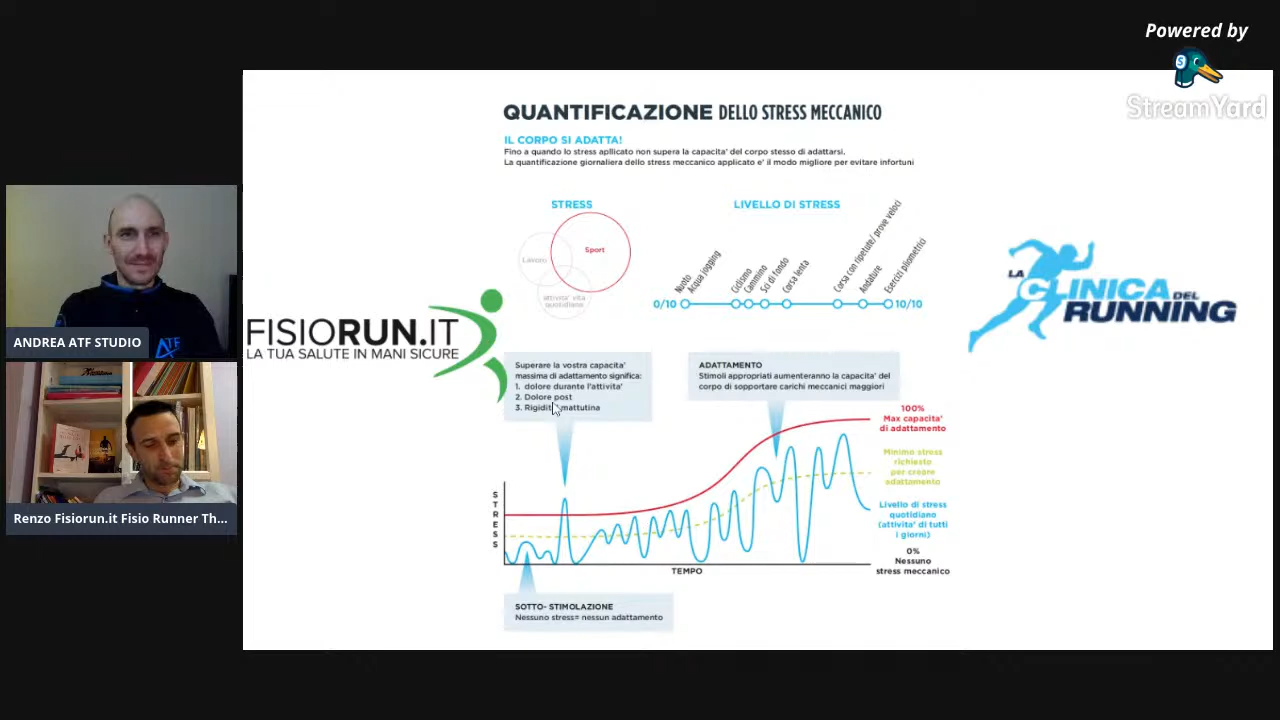 Powered by
StreamYard
QUANTIFICAZIONE DELLO STRESS MECCANICO
IL CORPO SI ADATTA!
Fino a quando lo stress apllicato non supera la capacita' del corpo stesso di adattarsi.
La quantificazione giornaliera dello stress meccanico applicato e' il modo migliore per evitare infortuni
STRESS
Sport
Lavoro
attivita' vita
quotidiano
LIVELLO DI STRESS
0/10
Nuoto
Acqua jogging
Ciclismo
Cammino
Sci di fondo
Corsa lenta
Corsa con ripetute/ prove veloci
Andature
Esercizi pliometrici
10/10
ANDREA ATF STUDIO
ATF
FISIORUN.IT
LA TUA SALUTE IN MANI SICURE
LA
CLINICA
DEL
RUNNING
Superare la vostra capacita'
massima di adattamento significa:
1. dolore durante l'attivita'
2. Dolore post
3. Rigidita mattutina
ADATTAMENTO
Stimoli appropriati aumenteranno la capacita' del
corpo di sopportare carichi meccanici maggiori
100%
Max capacita'
di adattamento
Minimo stress
richiesto
per creare
adattamento
Livello di stress
quotidiano
(attivita' di tutti
i giorni)
0%
Nessuno
stress meccanico
STRESS
TEMPO
SOTTO- STIMOLAZIONE
Nessuno stress= nessun adattamento
Renzo Fisiorun.it Fisio Runner Th...